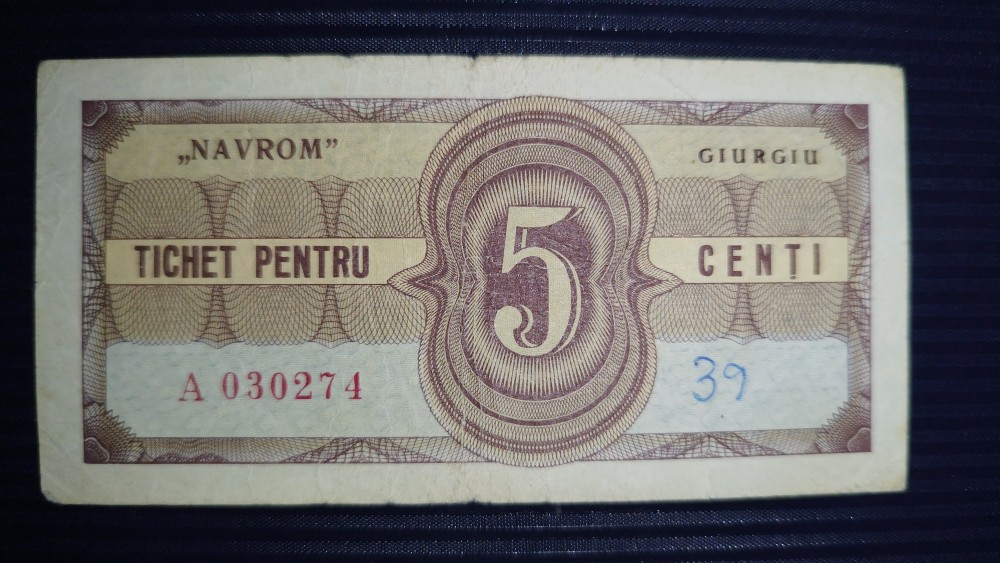 „NAVROM” GIURGIU
TICHET PENTRU 5 CENȚI
A 030274 39